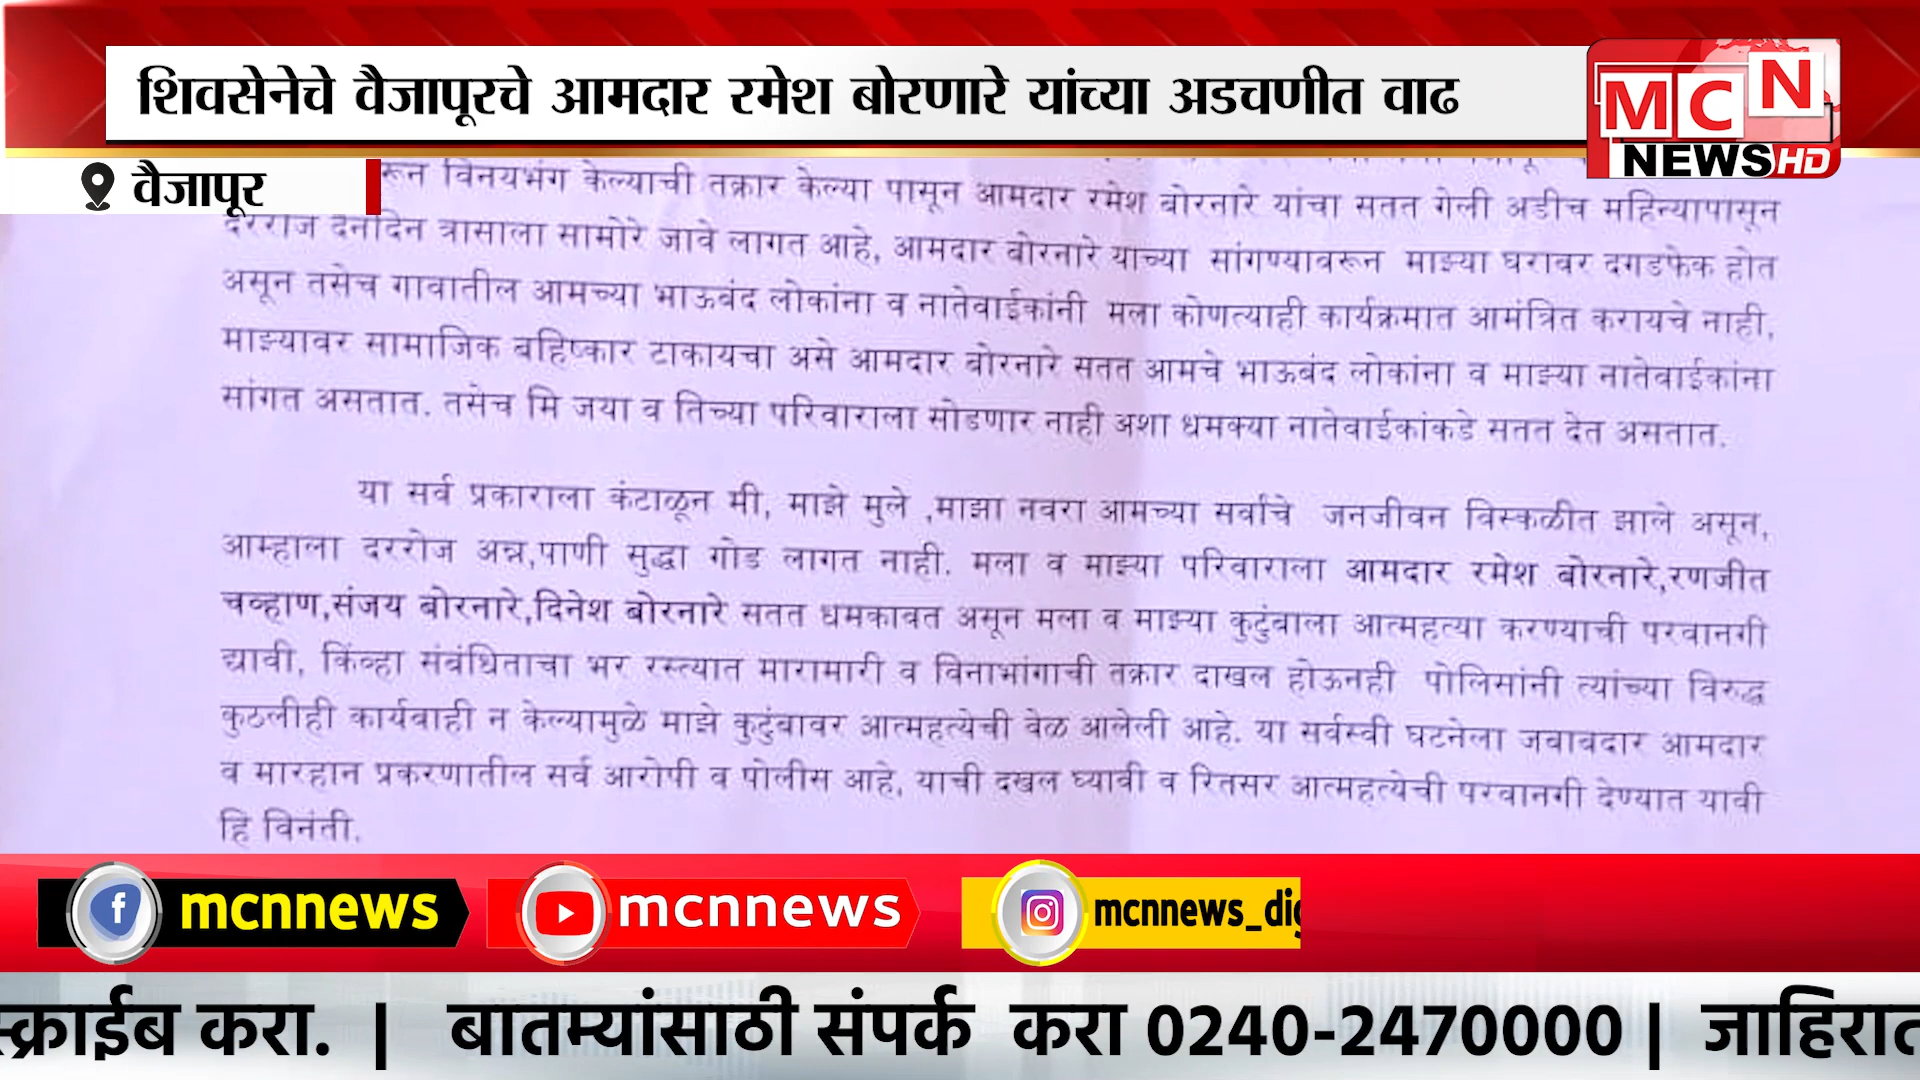 शिवसेनेचे वैजापूरचे आमदार रमेश बोरणारे यांच्या अडचणीत वाढ
MCN
NEWS HD
वैजापूर
रून विनयभंग केल्याची तक्रार केल्या पासून आमदार रमेश बोरनारे यांचा सतत गेली अडीच महिन्यापासून
दररोज दैनंदिन त्रासाला सामोरे जावे लागत आहे, आमदार बोरनारे याच्या सांगण्यावरून माझ्या घरावर दगडफेक होत
असून तसेच गावातील आमच्या भाऊबंद लोकांना व नातेवाईकांनी मला कोणत्याही कार्यक्रमात आमंत्रित करायचे नाही,
माझ्यावर सामाजिक बहिष्कार टाकायचा असे आमदार बोरनारे सतत आमचे भाऊबंद लोकांना व माझ्या नातेवाईकांना
सांगत असतात. तसेच मि जया व तिच्या परिवाराला सोडणार नाही अशा धमक्या नातेवाईकांकडे सतत देत असतात.
या सर्व प्रकाराला कंटाळून मी, माझे मुले ,माझा नवरा आमच्या सर्वांचे जनजीवन विस्कळीत झाले असून,
आम्हाला दररोज अन्न,पाणी सुद्धा गोड लागत नाही. मला व माझ्या परिवाराला आमदार रमेश बोरनारे,रणजीत
चव्हाण,संजय बोरनारे,दिनेश बोरनारे सतत धमकावत असून मला व माझ्या कुटुंबाला आत्महत्या करण्याची परवानगी
द्यावी, किंव्हा संबंधिताचा भर रस्त्यात मारामारी व विनाभांगाची तक्रार दाखल होऊनही पोलिसांनी त्यांच्या विरुद्ध
कुठलीही कार्यवाही न केल्यामुळे माझे कुटुंबावर आत्महत्येची वेळ आलेली आहे. या सर्वस्वी घटनेला जवाबदार आमदार
व मारहान प्रकरणातील सर्व आरोपी व पोलीस आहे, याची दखल घ्यावी व रितसर आत्महत्येची परवानगी देण्यात यावी
हि विनंती.
mcnnews mcnnews mcnnews_dig
स्क्राईब करा. | बातम्यांसाठी संपर्क करा 0240-2470000 | जाहिरात